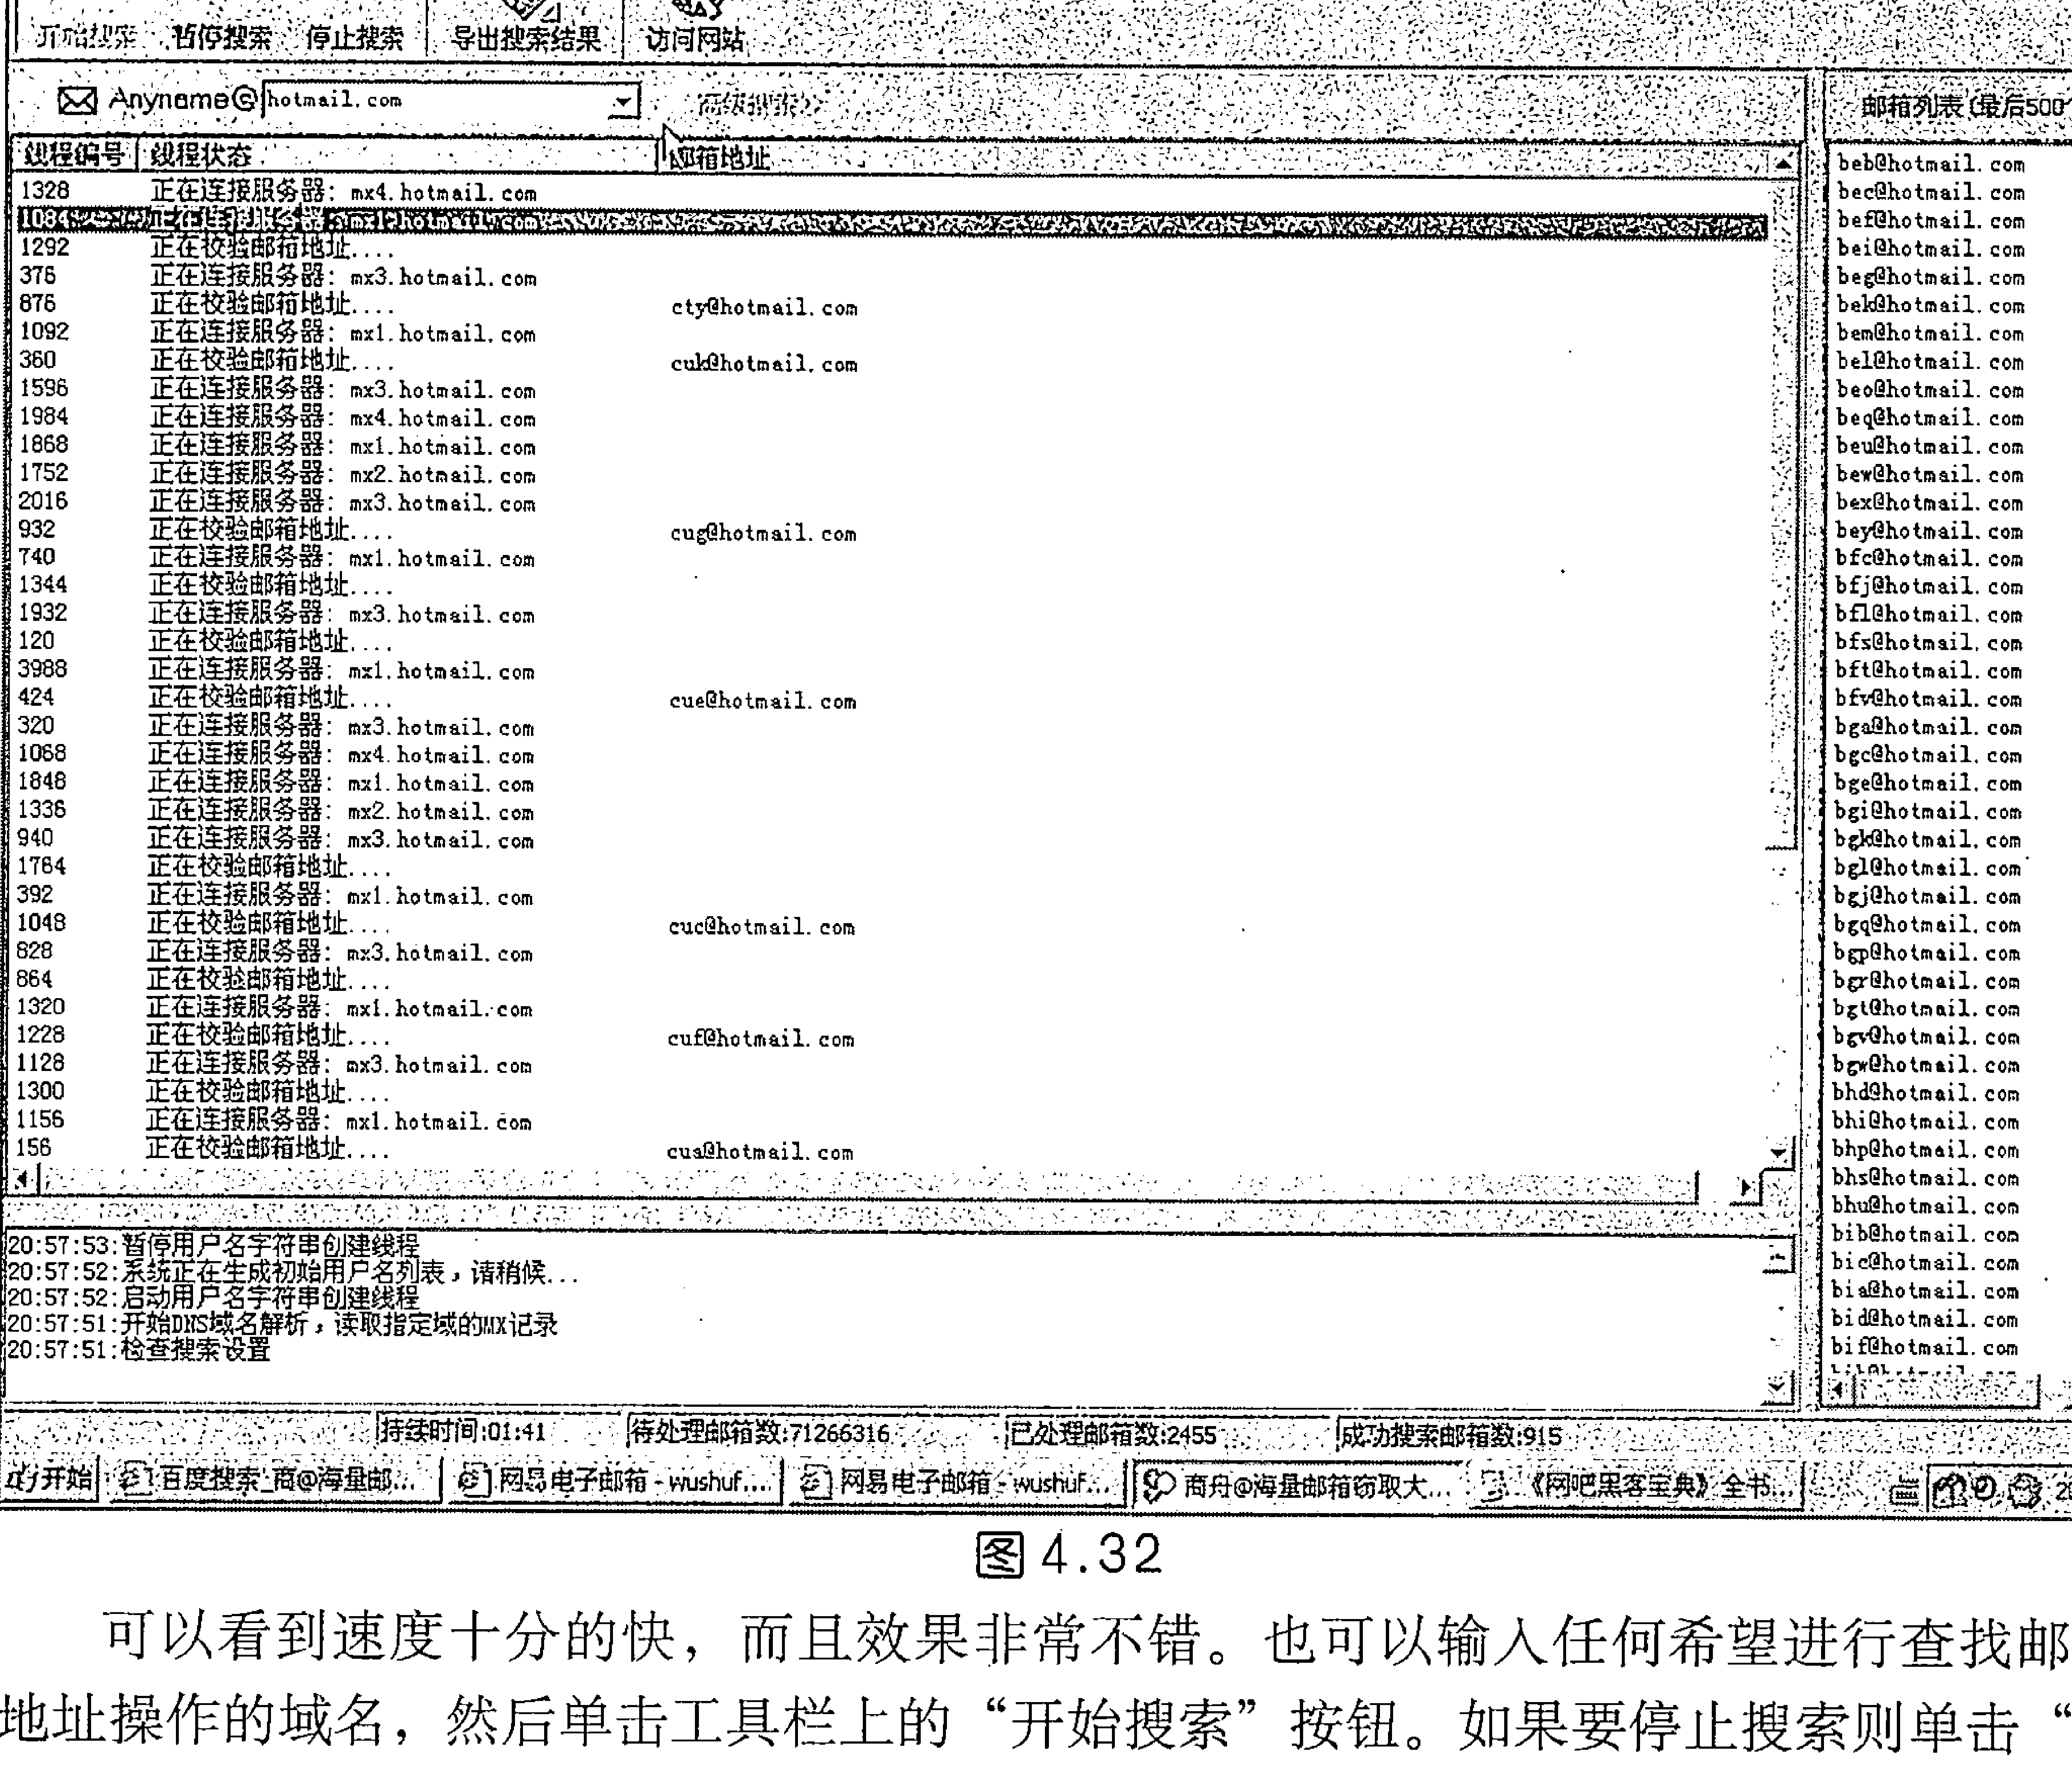 开始搜索 暂停搜索 停止搜索 导出搜索结果 访问网站
Anyname@ hotmail.com 高级搜索>> 邮箱列表(最后500
线程编号 线程状态 邮箱地址
1328 正在连接服务器: mx4.hotmail.com
1084 正在连接服务器: mx1.hotmail.com
1292 正在校验邮箱地址....
376 正在连接服务器: mx3.hotmail.com
876 正在校验邮箱地址.... cty@hotmail.com
1092 正在连接服务器: mx1.hotmail.com
360 正在校验邮箱地址.... cuk@hotmail.com
1596 正在连接服务器: mx3.hotmail.com
1984 正在连接服务器: mx4.hotmail.com
1868 正在连接服务器: mx1.hotmail.com
1752 正在连接服务器: mx2.hotmail.com
2016 正在连接服务器: mx3.hotmail.com
932 正在校验邮箱地址.... cug@hotmail.com
740 正在连接服务器: mx1.hotmail.com
1344 正在校验邮箱地址....
1932 正在连接服务器: mx3.hotmail.com
120 正在校验邮箱地址....
3988 正在连接服务器: mx1.hotmail.com
424 正在校验邮箱地址.... cue@hotmail.com
320 正在连接服务器: mx3.hotmail.com
1068 正在连接服务器: mx4.hotmail.com
1848 正在连接服务器: mx1.hotmail.com
1336 正在连接服务器: mx2.hotmail.com
940 正在连接服务器: mx3.hotmail.com
1764 正在校验邮箱地址....
392 正在连接服务器: mx1.hotmail.com
1048 正在校验邮箱地址.... cuc@hotmail.com
828 正在连接服务器: mx3.hotmail.com
864 正在校验邮箱地址....
1320 正在连接服务器: mx1.hotmail.com
1228 正在校验邮箱地址.... cuf@hotmail.com
1128 正在连接服务器: mx3.hotmail.com
1300 正在校验邮箱地址....
1156 正在连接服务器: mx1.hotmail.com
156 正在校验邮箱地址.... cua@hotmail.com
beb@hotmail.com
bec@hotmail.com
bef@hotmail.com
bei@hotmail.com
beg@hotmail.com
bek@hotmail.com
bem@hotmail.com
bel@hotmail.com
beo@hotmail.com
beq@hotmail.com
beu@hotmail.com
bew@hotmail.com
bex@hotmail.com
bey@hotmail.com
bfc@hotmail.com
bfj@hotmail.com
bfl@hotmail.com
bfs@hotmail.com
bft@hotmail.com
bfv@hotmail.com
bga@hotmail.com
bgc@hotmail.com
bge@hotmail.com
bgi@hotmail.com
bgk@hotmail.com
bgl@hotmail.com
bgj@hotmail.com
bgq@hotmail.com
bgp@hotmail.com
bgr@hotmail.com
bgt@hotmail.com
bgv@hotmail.com
bgw@hotmail.com
bhd@hotmail.com
bhi@hotmail.com
bhp@hotmail.com
bhs@hotmail.com
bhu@hotmail.com
bib@hotmail.com
bic@hotmail.com
bia@hotmail.com
bid@hotmail.com
bif@hotmail.com
20:57:53:暂停用户名字符串创建线程
20:57:52:系统正在生成初始用户名列表,请稍候...
20:57:52:启动用户名字符串创建线程
20:57:51:开始DNS域名解析,读取指定域的MX记录
20:57:51:检查搜索设置
持续时间:01:41 待处理邮箱数:71266316 已处理邮箱数:2455 成功搜索邮箱数:915
开始 百度搜索_商@海量邮... 网易电子邮箱 - wushuf... 网易电子邮箱 - wushuf... 商舟@海量邮箱窃取大... 《网吧黑客宝典》全书...
图 4.32
可以看到速度十分的快，而且效果非常不错。也可以输入任何希望进行查找邮
地址操作的域名，然后单击工具栏上的“开始搜索”按钮。如果要停止搜索则单击“